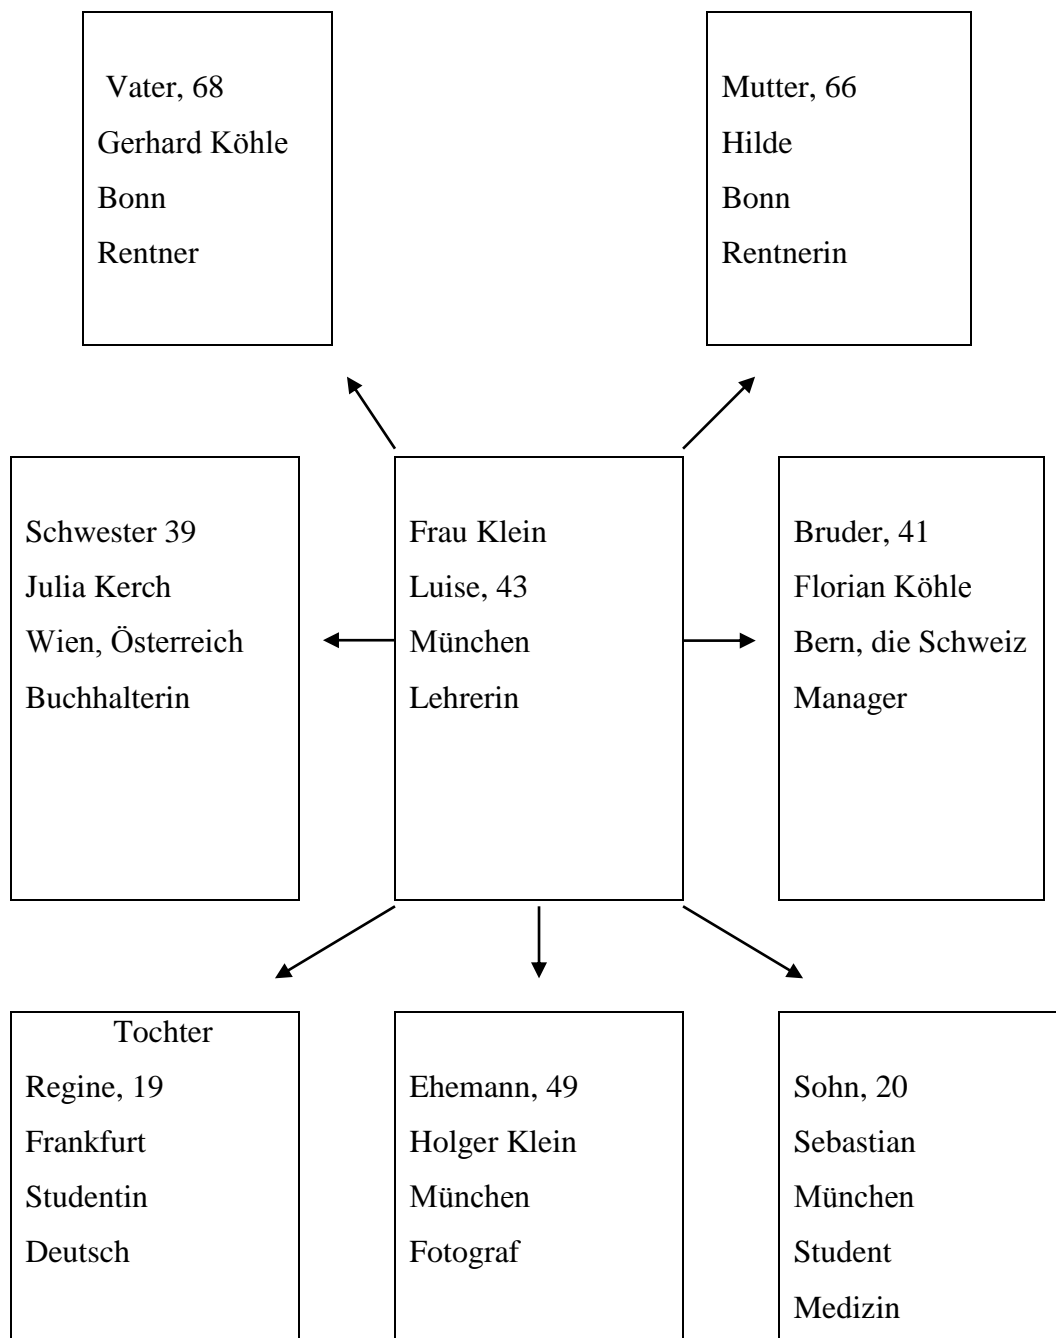 Vater, 68
Gerhard Köhle
Bonn
Rentner
Mutter, 66
Hilde
Bonn
Rentnerin
Schwester 39
Julia Kerch
Wien, Österreich
Buchhalterin
Frau Klein
Luise, 43
München
Lehrerin
Bruder, 41
Florian Köhle
Bern, die Schweiz
Manager
Tochter
Regine, 19
Frankfurt
Studentin
Deutsch
Ehemann, 49
Holger Klein
München
Fotograf
Sohn, 20
Sebastian
München
Student
Medizin